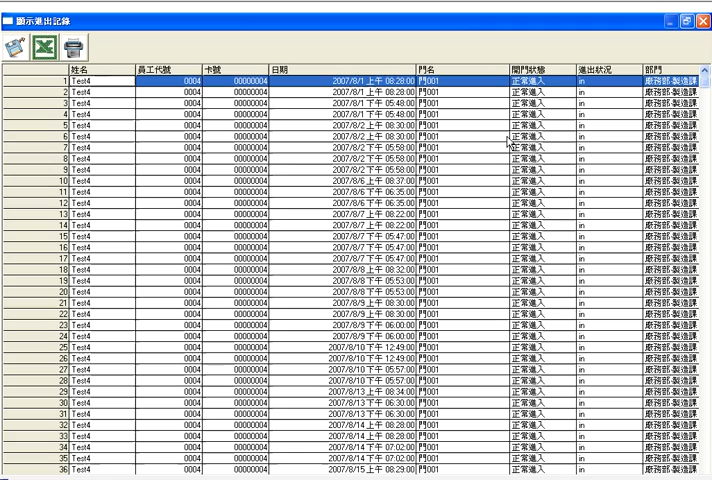 顯示進出記錄
姓名 員工代號 卡號 日期 門名 開門狀態 進出狀況 部門
1 Test4 0004 00000004 2007/8/1 上午 08:28:00 門001 正常進入 in 廠務部-製造課
2 Test4 0004 00000004 2007/8/1 上午 08:28:00 門001 正常進入 in 廠務部-製造課
3 Test4 0004 00000004 2007/8/1 下午 05:48:00 門001 正常進入 in 廠務部-製造課
4 Test4 0004 00000004 2007/8/1 下午 05:48:00 門001 正常進入 in 廠務部-製造課
5 Test4 0004 00000004 2007/8/2 上午 08:30:00 門001 正常進入 in 廠務部-製造課
6 Test4 0004 00000004 2007/8/2 上午 08:30:00 門001 正常進入 in 廠務部-製造課
7 Test4 0004 00000004 2007/8/2 下午 05:58:00 門001 正常進入 in 廠務部-製造課
8 Test4 0004 00000004 2007/8/2 下午 05:58:00 門001 正常進入 in 廠務部-製造課
9 Test4 0004 00000004 2007/8/2 下午 05:58:00 門001 正常進入 in 廠務部-製造課
10 Test4 0004 00000004 2007/8/6 上午 08:37:00 門001 正常進入 in 廠務部-製造課
11 Test4 0004 00000004 2007/8/6 下午 06:35:00 門001 正常進入 in 廠務部-製造課
12 Test4 0004 00000004 2007/8/6 下午 06:35:00 門001 正常進入 in 廠務部-製造課
13 Test4 0004 00000004 2007/8/7 上午 08:22:00 門001 正常進入 in 廠務部-製造課
14 Test4 0004 00000004 2007/8/7 上午 08:22:00 門001 正常進入 in 廠務部-製造課
15 Test4 0004 00000004 2007/8/7 下午 05:47:00 門001 正常進入 in 廠務部-製造課
16 Test4 0004 00000004 2007/8/7 下午 05:47:00 門001 正常進入 in 廠務部-製造課
17 Test4 0004 00000004 2007/8/7 下午 05:47:00 門001 正常進入 in 廠務部-製造課
18 Test4 0004 00000004 2007/8/8 上午 08:32:00 門001 正常進入 in 廠務部-製造課
19 Test4 0004 00000004 2007/8/8 下午 05:53:00 門001 正常進入 in 廠務部-製造課
20 Test4 0004 00000004 2007/8/8 下午 05:53:00 門001 正常進入 in 廠務部-製造課
21 Test4 0004 00000004 2007/8/9 上午 08:30:00 門001 正常進入 in 廠務部-製造課
22 Test4 0004 00000004 2007/8/9 上午 08:30:00 門001 正常進入 in 廠務部-製造課
23 Test4 0004 00000004 2007/8/9 下午 06:00:00 門001 正常進入 in 廠務部-製造課
24 Test4 0004 00000004 2007/8/9 下午 06:00:00 門001 正常進入 in 廠務部-製造課
25 Test4 0004 00000004 2007/8/10 下午 12:49:00 門001 正常進入 in 廠務部-製造課
26 Test4 0004 00000004 2007/8/10 下午 12:49:00 門001 正常進入 in 廠務部-製造課
27 Test4 0004 00000004 2007/8/10 下午 05:57:00 門001 正常進入 in 廠務部-製造課
28 Test4 0004 00000004 2007/8/10 下午 05:57:00 門001 正常進入 in 廠務部-製造課
29 Test4 0004 00000004 2007/8/13 上午 08:34:00 門001 正常進入 in 廠務部-製造課
30 Test4 0004 00000004 2007/8/13 下午 06:30:00 門001 正常進入 in 廠務部-製造課
31 Test4 0004 00000004 2007/8/13 下午 06:30:00 門001 正常進入 in 廠務部-製造課
32 Test4 0004 00000004 2007/8/14 上午 08:28:00 門001 正常進入 in 廠務部-製造課
33 Test4 0004 00000004 2007/8/14 上午 08:28:00 門001 正常進入 in 廠務部-製造課
34 Test4 0004 00000004 2007/8/14 下午 07:02:00 門001 正常進入 in 廠務部-製造課
35 Test4 0004 00000004 2007/8/14 下午 07:02:00 門001 正常進入 in 廠務部-製造課
36 Test4 0004 00000004 2007/8/15 上午 08:29:00 門001 正常進入 in 廠務部-製造課